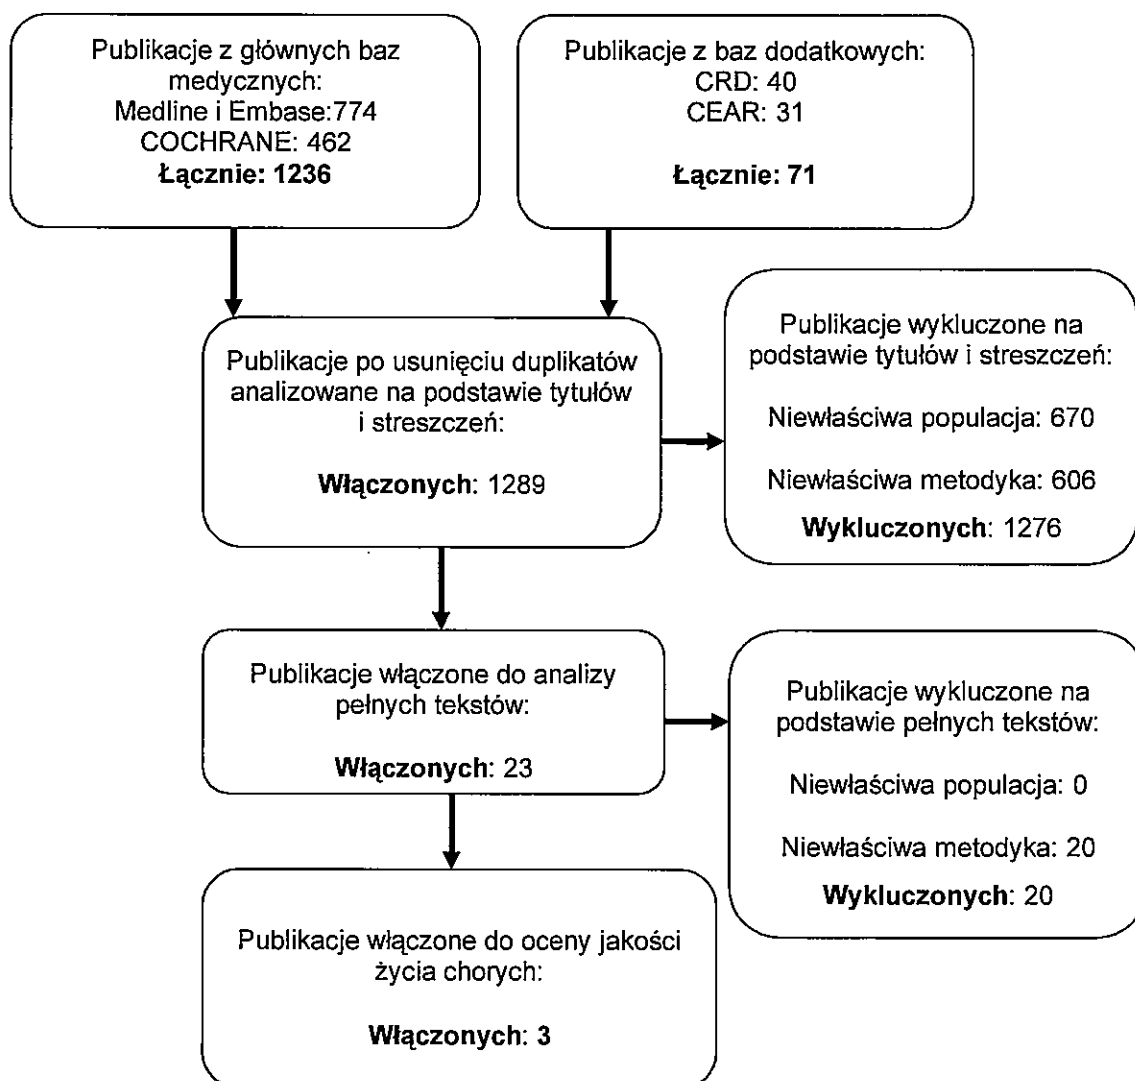 Publikacje z głównych baz
medycznych:
Medline i Embase:774
COCHRANE: 462
Łącznie: 1236
Publikacje z baz dodatkowych:
CRD: 40
CEAR: 31
Łącznie: 71
Publikacje po usunięciu duplikatów
analizowane na podstawie tytułów
i streszczeń:
Włączonych: 1289
Publikacje wykluczone na
podstawie tytułów i streszczeń:
Niewłaściwa populacja: 670
Niewłaściwa metodyka: 606
Wykluczonych: 1276
Publikacje włączone do analizy
pełnych tekstów:
Włączonych: 23
Publikacje wykluczone na
podstawie pełnych tekstów:
Niewłaściwa populacja: 0
Niewłaściwa metodyka: 20
Wykluczonych: 20
Publikacje włączone do oceny jakości
życia chorych:
Włączonych: 3